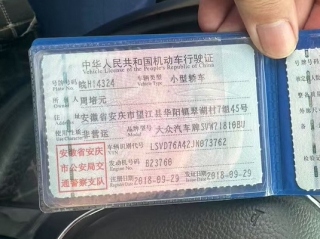 中华人民共和国机动车行驶证
Vehicle License of the People's Republic of China
号牌号码 皖H14324 车辆类型 小型轿车
所有人 周培元
住址 安徽省安庆市望江县华阳镇翠湖村7组45号
使用性质 非营运 品牌型号 大众汽车牌SVW71810BU
安徽省安庆
市公安局交
通警察支队
车辆识别代号 LSVD76A42JN073762
发动机号码 B23760
注册日期 2018-09-29 发证日期 2018-09-29